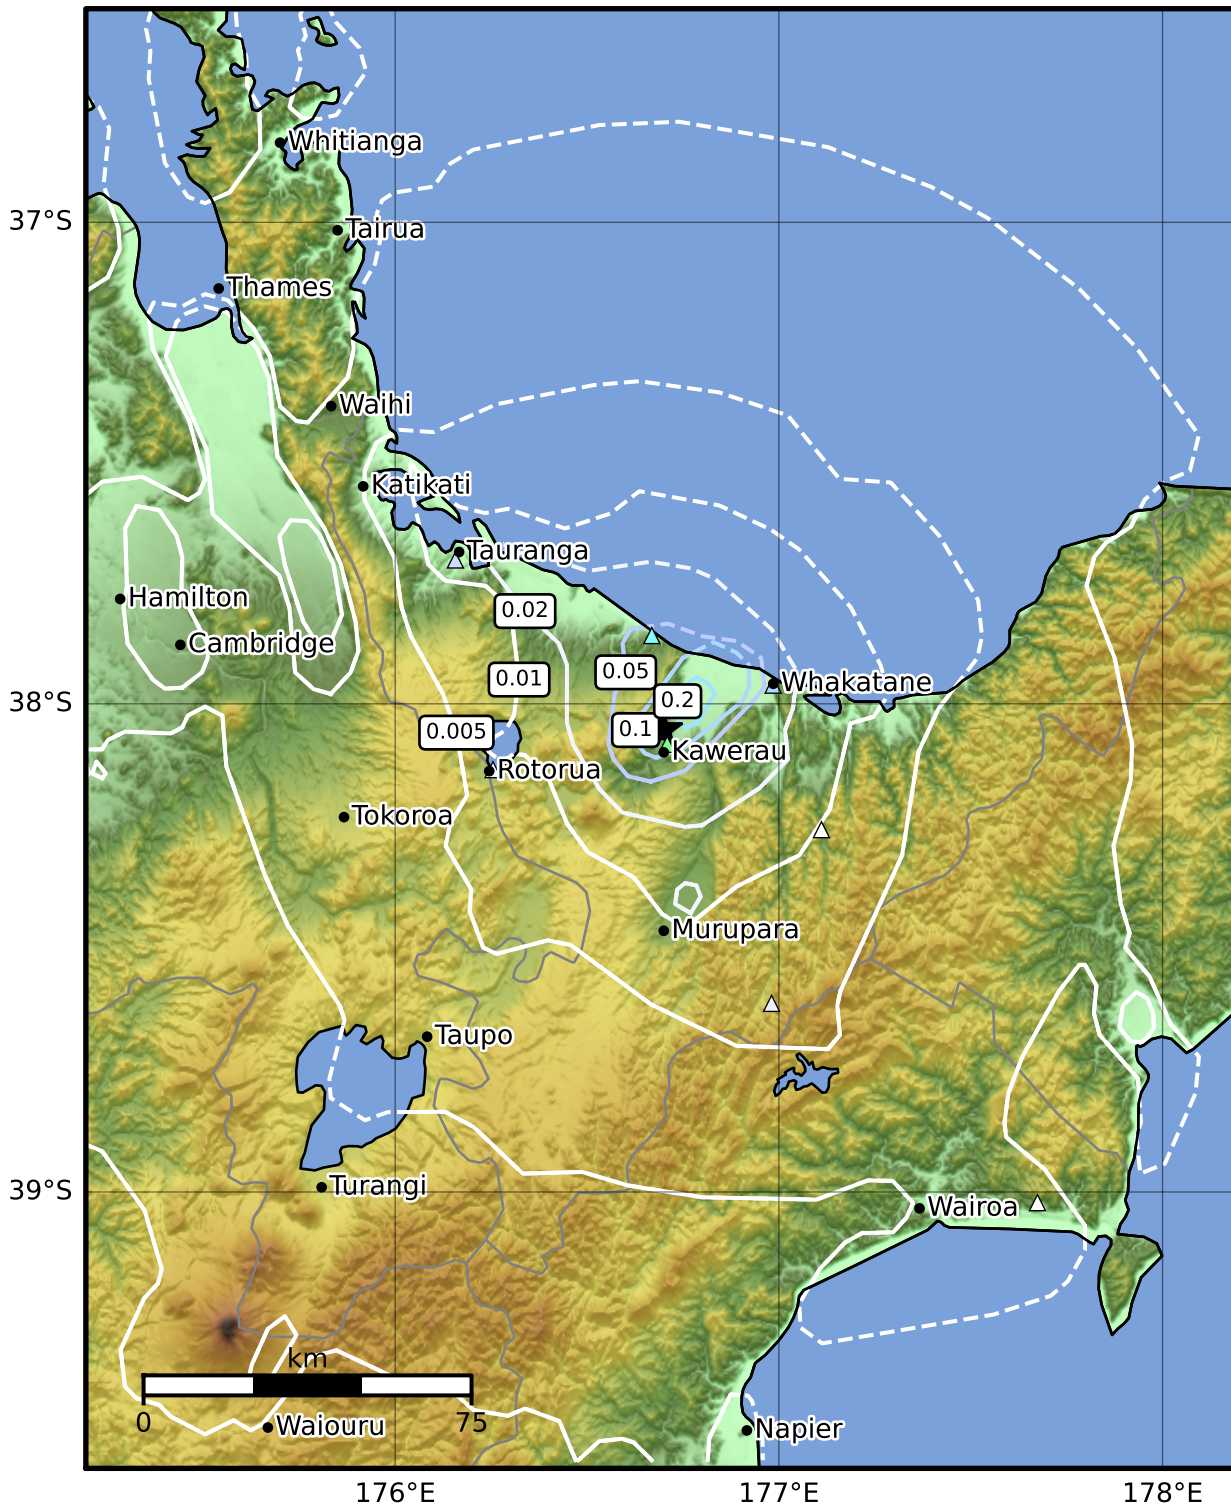 Whitianga
37°S
Tairua
Thames
Waihi
Katikati
Tauranga
Hamilton
0.02
Cambridge
0.01
0.05
Whakatane
38°S
0.2
0.005
0.1
Kawerau
Rotorua
Tokoroa
Murupara
Taupo
Turangi
39°S
Wairoa
km
0
75
Waiouru
Napier
176°E
177°E
178°E